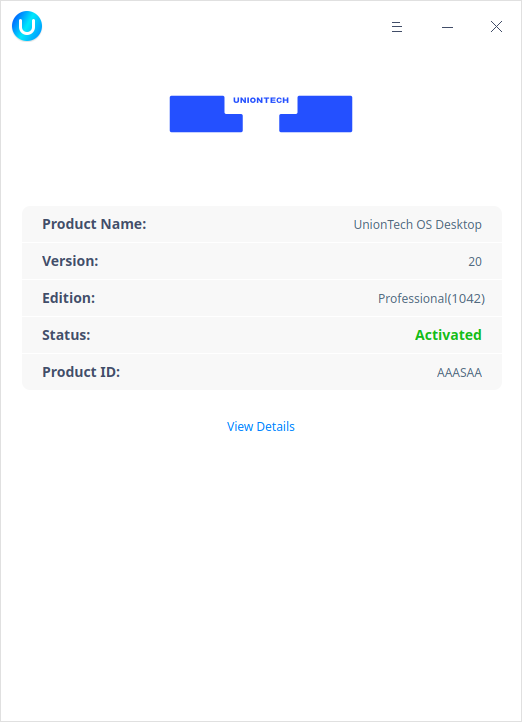 UNIONTECH
Product Name: UnionTech OS Desktop
Version: 20
Edition: Professional(1042)
Status: Activated
Product ID: AAASAA
View Details